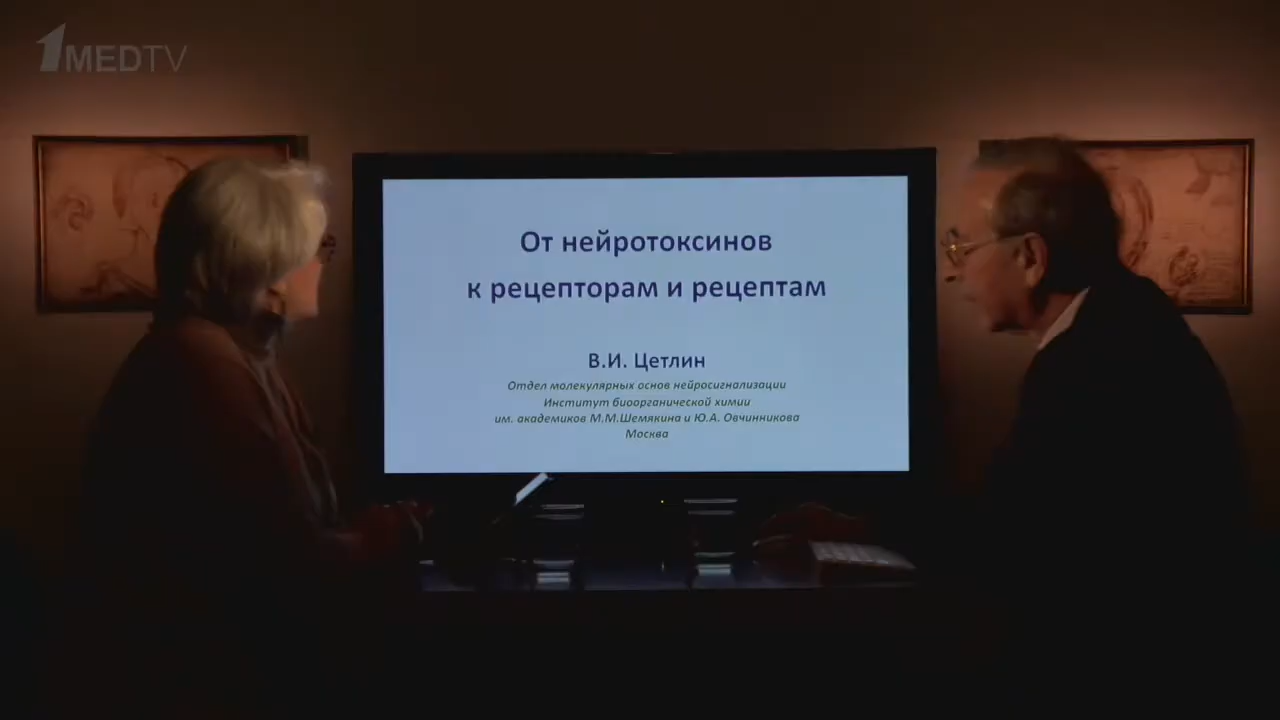 1MEDTV
От нейротоксинов
к рецепторам и рецептам
В.И. Цетлин
Отдел молекулярных основ нейросигнализации
Институт биоорганической химии
им. академиков М.М.Шемякина и Ю.А. Овчинникова
Москва